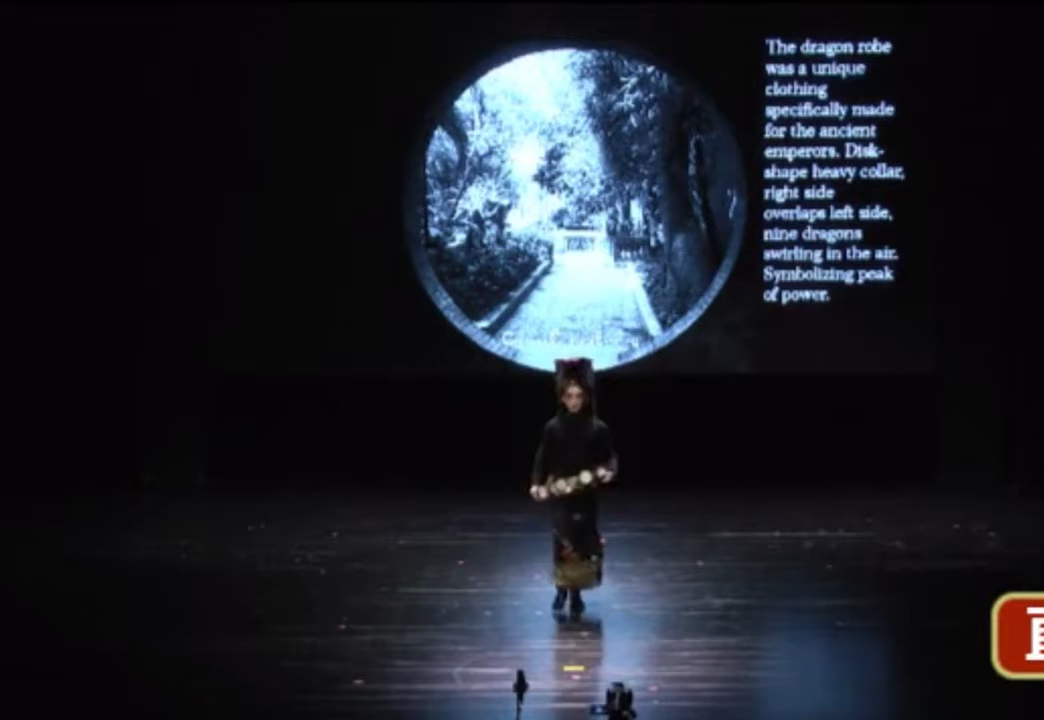 The dragon robe
was a unique
clothing
specifically made
for the ancient
emperors. Disk-
shape heavy collar,
right side
overlaps left side,
nine dragons
swirling in the air.
Symbolizing peak
of power.